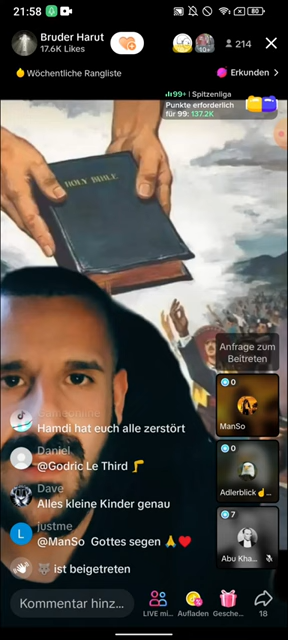 21:58
80
Bruder Harut
17.6K Likes
10+
214
Wöchentliche Rangliste
Erkunden >
99+ | Spitzenliga
Punkte erforderlich
für 99: 137.2K
HOLY BIBLE
Anfrage zum
Beitreten
0
ManSo
0
Adlerblick☝️...
7
Abu Kha...
Hamdi hat euch alle zerstört
Daniel
@Godric Le Third
Dave
Alles kleine Kinder genau
L
justme
@ManSo Gottes segen 🙏❤️
🐺 ist beigetreten
Kommentar hinz...
LIVE mi...
Aufladen
Gesche...
18